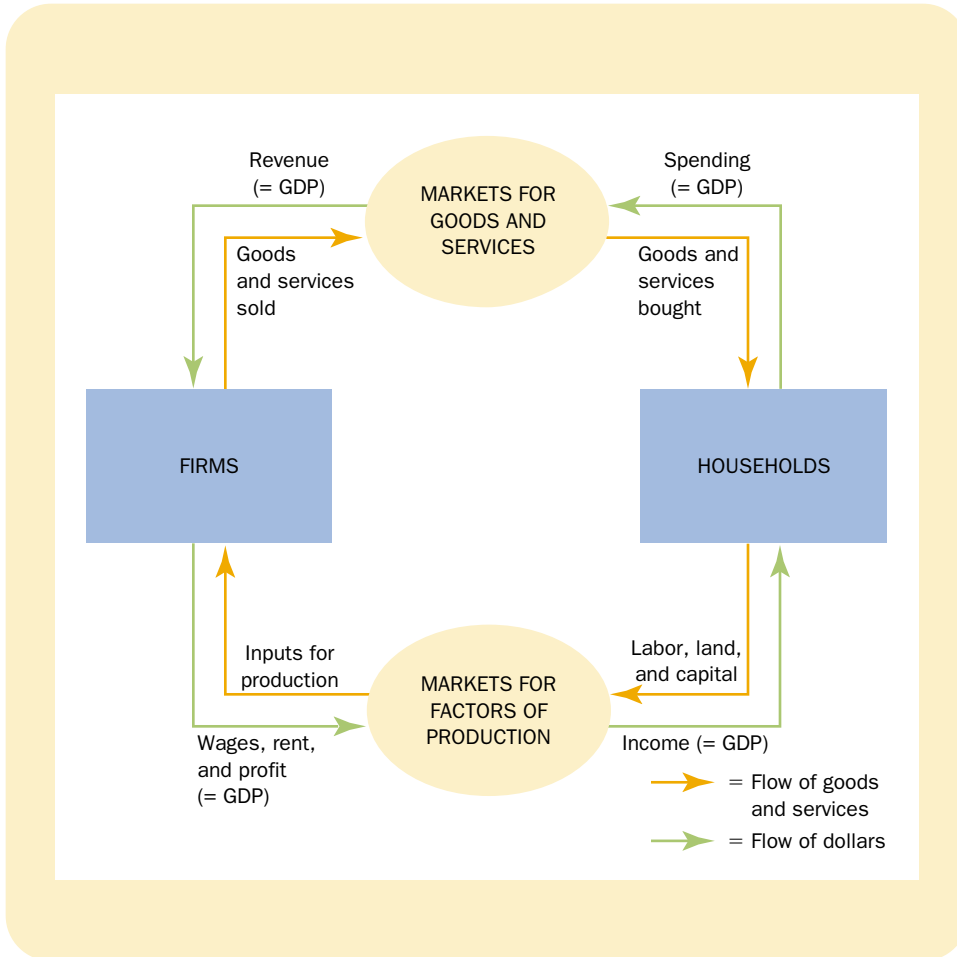 Revenue
(= GDP)
Spending
(= GDP)
MARKETS FOR
GOODS AND
SERVICES
Goods
and services
sold
Goods and
services
bought
FIRMS
HOUSEHOLDS
Inputs for
production
Labor, land,
and capital
MARKETS FOR
FACTORS OF
PRODUCTION
Wages, rent,
and profit
(= GDP)
Income (= GDP)
= Flow of goods
and services
= Flow of dollars